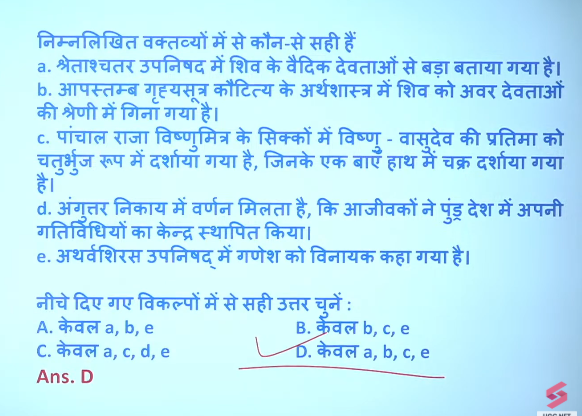 निम्नलिखित वक्तव्यों में से कौन-से सही हैं
a. श्वेताश्चतर उपनिषद में शिव के वैदिक देवताओं से बड़ा बताया गया है।
b. आपस्तम्ब गृह्यसूत्र कौटित्य के अर्थशास्त्र में शिव को अवर देवताओं
की श्रेणी में गिना गया है।
c. पांचाल राजा विष्णुमित्र के सिक्कों में विष्णु - वासुदेव की प्रतिमा को
चतुर्भुज रूप में दर्शाया गया है, जिनके एक बाएँ हाथ में चक्र दर्शाया गया
है।
d. अंगुत्तर निकाय में वर्णन मिलता है, कि आजीवकों ने पुंड्र देश में अपनी
गतिविधियों का केन्द्र स्थापित किया।
e. अथर्वशिरस उपनिषद् में गणेश को विनायक कहा गया है।
नीचे दिए गए विकल्पों में से सही उत्तर चुनें :
A. केवल a, b, e B. केवल b, c, e
C. केवल a, c, d, e D. केवल a, b, c, e
Ans. D